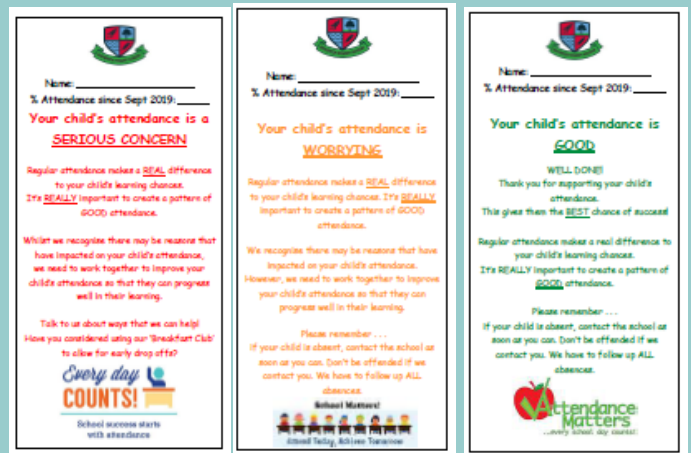 Name: ____________________
% Attendance since Sept 2019: _____
Your child's attendance is a
SERIOUS CONCERN
Regular attendance makes a REAL difference
to your child's learning chances.
It's REALLY important to create a pattern of
GOOD attendance.
Whilst we recognise there may be reasons that
have impacted on your child's attendance,
we need to work together to improve your
child's attendance so that they can progress
well in their learning.
Talk to us about ways that we can help!
Have you considered using our 'Breakfast Club'
to allow for early drop offs?
Every day
COUNTS!
School success starts
with attendance
Name: ____________________
% Attendance since Sept 2019: _____
Your child's attendance is
WORRYING
Regular attendance makes a REAL difference
to your child's learning chances. It's REALLY
important to create a pattern of GOOD
attendance.
We recognise there may be reasons that have
impacted on your child's attendance.
However, we need to work together to improve
your child's attendance so that they can
progress well in their learning.
Please remember . . .
If your child is absent, contact the school as
soon as you can. Don't be offended if we
contact you. We have to follow up ALL
absences.
School Matters!
Attend Today, Achieve Tomorrow
Name: ____________________
% Attendance since Sept 2019: _____
Your child's attendance is
GOOD
WELL DONE!
Thank you for supporting your child's
attendance.
This gives them the BEST chance of success!
Regular attendance makes a real difference to
your child's learning chances.
It's REALLY important to create a pattern of
GOOD attendance.
Please remember . . .
If your child is absent, contact the school as
soon as you can. Don't be offended if we
contact you. We have to follow up ALL
absences.
Attendance
Matters
...every school day counts!